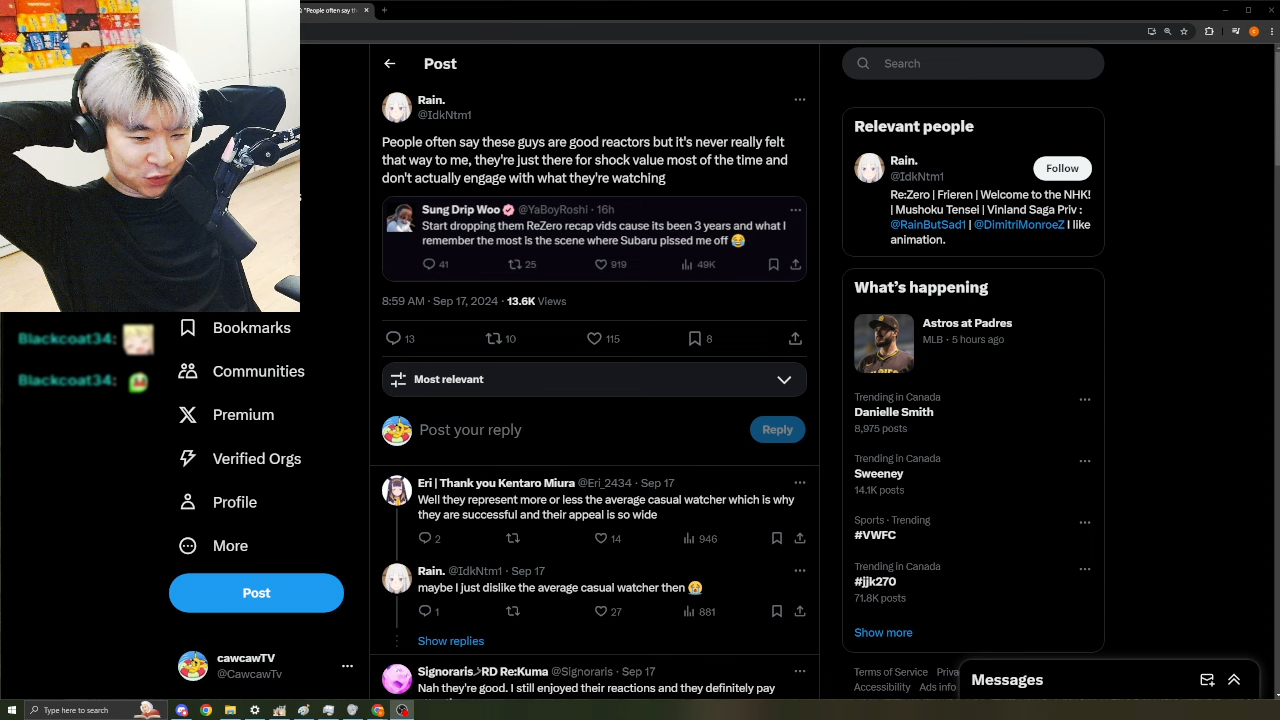 "People often say th
Post
Search
Rain.
@IdkNtm1
People often say these guys are good reactors but it's never really felt
that way to me, they're just there for shock value most of the time and
don't actually engage with what they're watching
Sung Drip Woo @YaBoyRoshi · 16h
Start dropping them ReZero recap vids cause its been 3 years and what I
remember the most is the scene where Subaru pissed me off 😂
41 25 919 49K
8:59 AM · Sep 17, 2024 · 13.6K Views
13 10 115 8
Most relevant
Post your reply
Reply
Eri | Thank you Kentaro Miura @Eri_2434 · Sep 17
Well they represent more or less the average casual watcher which is why
they are successful and their appeal is so wide
2 14 946
Rain. @IdkNtm1 · Sep 17
maybe I just dislike the average casual watcher then 😭
1 27 881
Show replies
Signoraris RD Re:Kuma @Signoraris · Sep 17
Nah they're good. I still enjoyed their reactions and they definitely pay
Relevant people
Rain.
@IdkNtm1
Follow
Re:Zero | Frieren | Welcome to the NHK!
| Mushoku Tensei | Vinland Saga Priv :
@RainButSad1 | @DimitriMonroeZ I like
animation.
What's happening
Astros at Padres
MLB · 5 hours ago
Trending in Canada
Danielle Smith
8,975 posts
Trending in Canada
Sweeney
14.1K posts
Sports · Trending
#VWFC
Trending in Canada
#jjk270
71.8K posts
Show more
Terms of Service Priva
Accessibility Ads info
Messages
Blackcoat34:
Blackcoat34:
Bookmarks
Communities
Premium
Verified Orgs
Profile
More
Post
cawcawTV
@CawcawTv
Type here to search